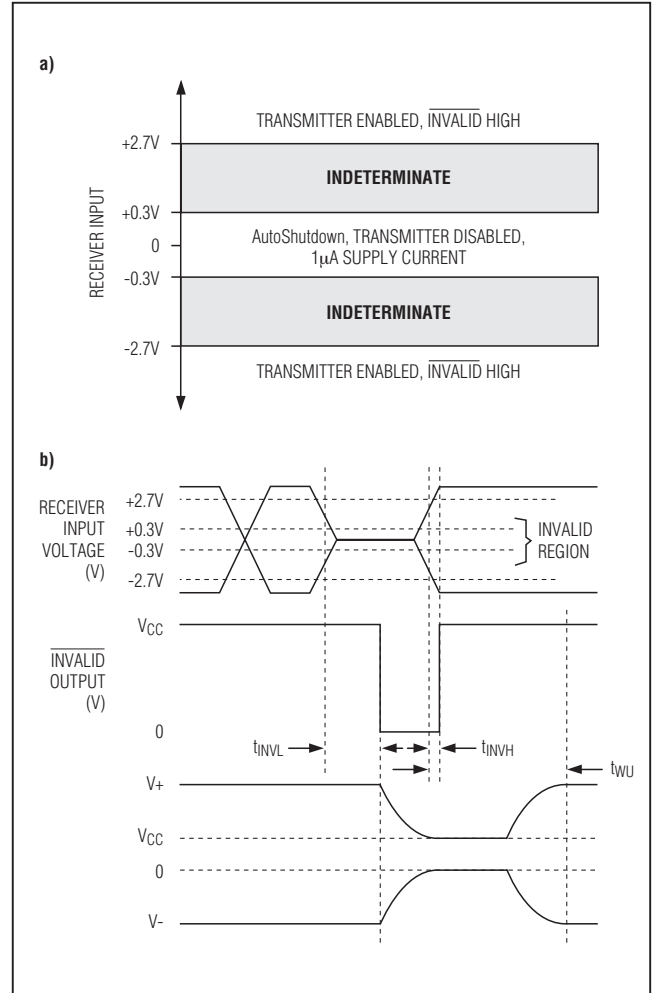 a)
TRANSMITTER ENABLED, INVALID HIGH
+2.7V
INDETERMINATE
+0.3V
RECEIVER INPUT
0
AutoShutdown, TRANSMITTER DISABLED,
1μA SUPPLY CURRENT
-0.3V
INDETERMINATE
-2.7V
TRANSMITTER ENABLED, INVALID HIGH
b)
RECEIVER
INPUT
VOLTAGE
(V)
+2.7V
+0.3V
-0.3V
-2.7V
INVALID
REGION
VCC
INVALID
OUTPUT
(V)
0
tINVL
tINVH
tWU
V+
VCC
0
V-